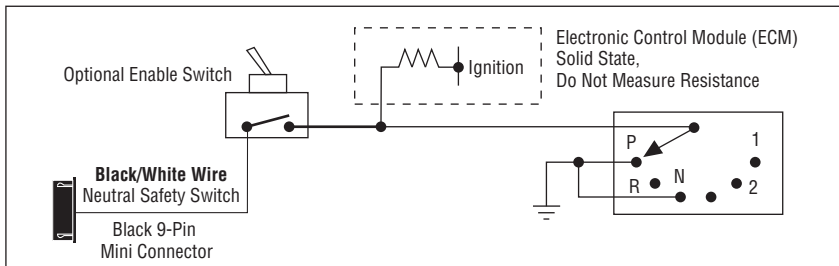 Optional Enable Switch
Ignition
Electronic Control Module (ECM)
Solid State,
Do Not Measure Resistance
Black/White Wire
Neutral Safety Switch
Black 9-Pin
Mini Connector
P
1
R
N
2